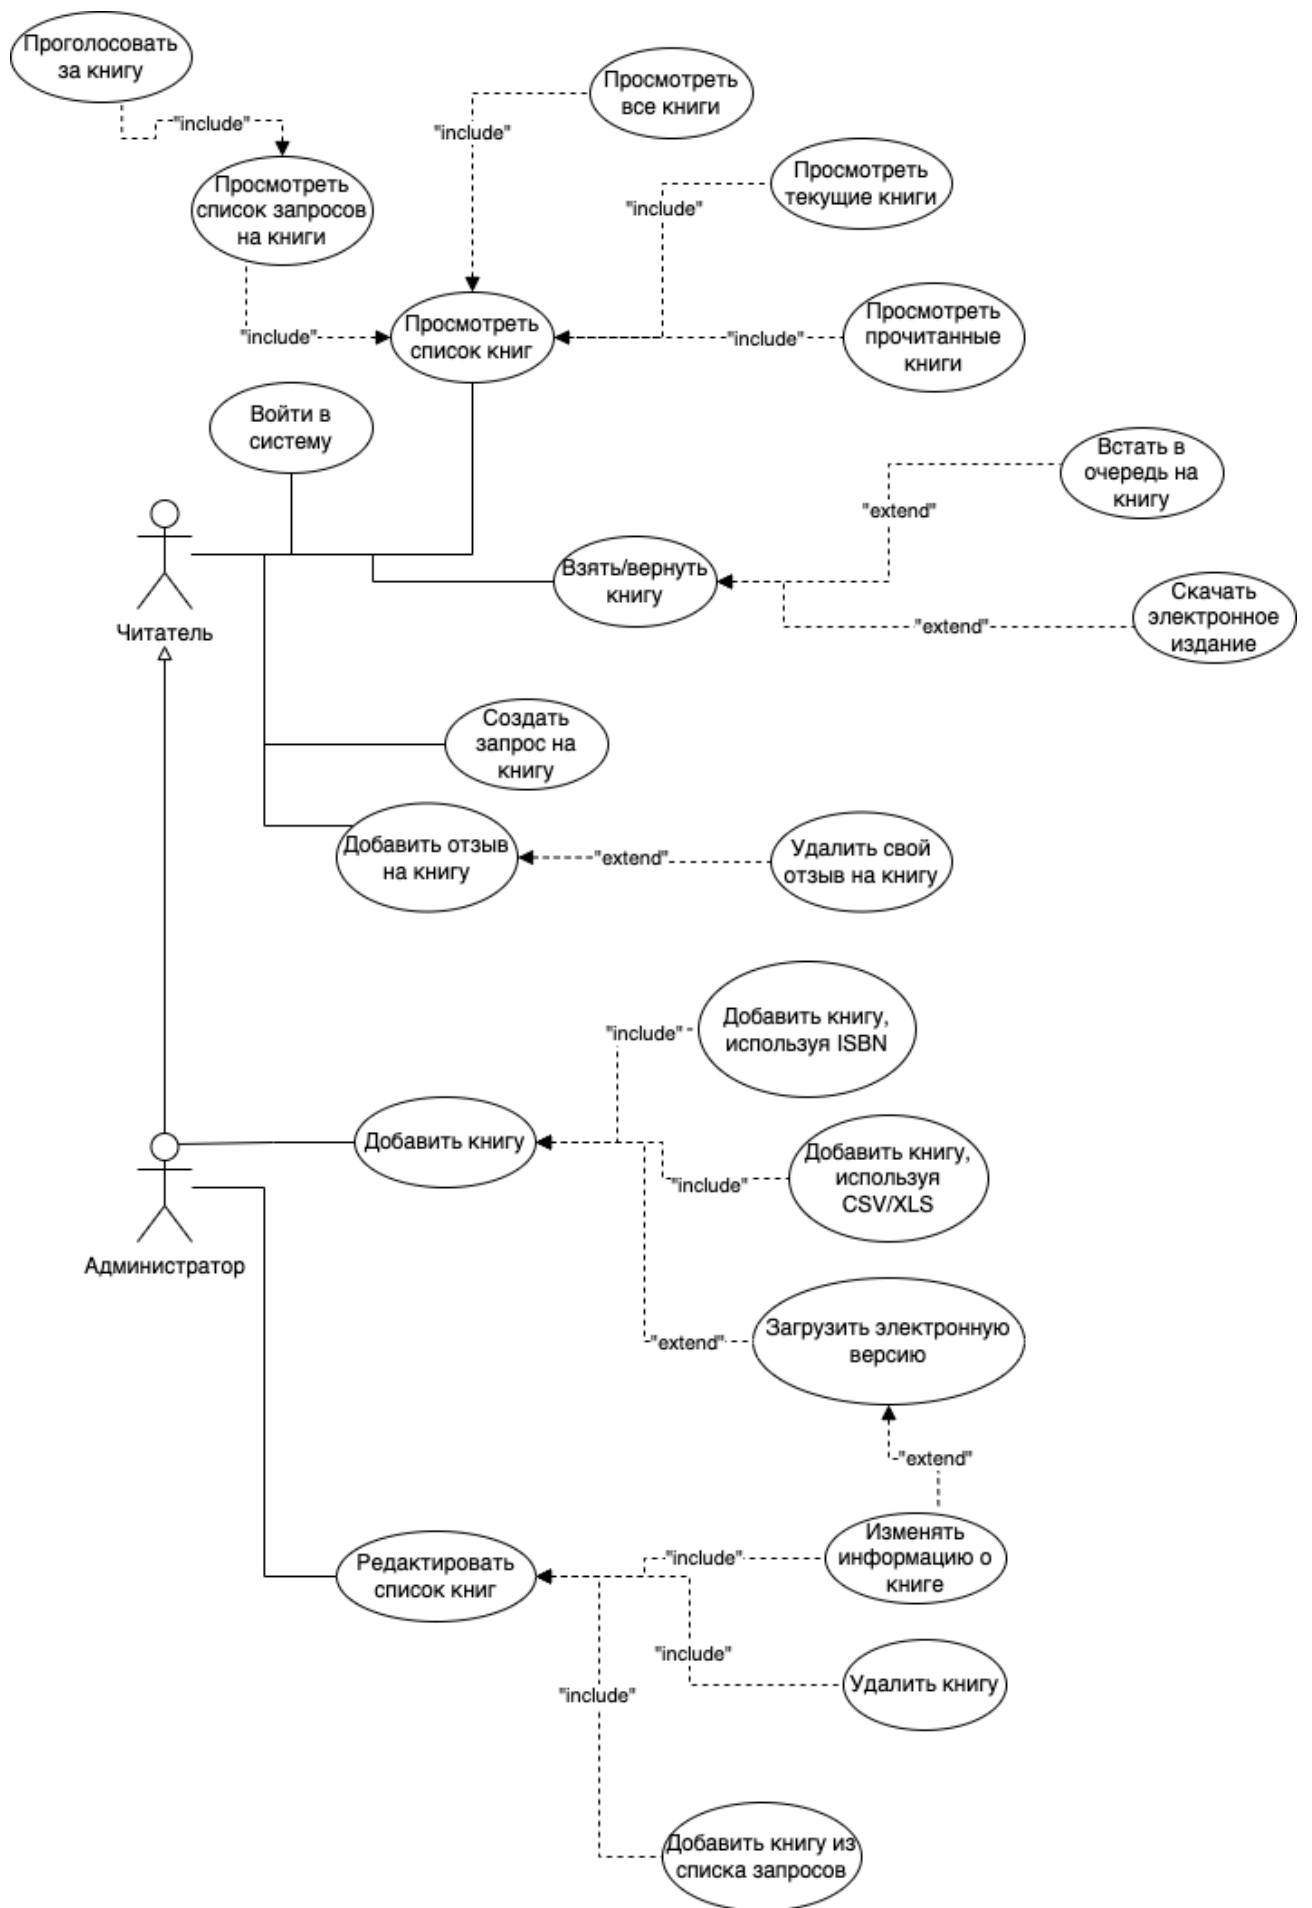 Проголосовать
за книгу
"include"
Просмотреть
все книги
"include"
Просмотреть
список запросов
на книги
Просмотреть
текущие книги
"include"
"include"
Просмотреть
список книг
"include"
Просмотреть
прочитанные
книги
Войти в
систему
Встать в
очередь на
книгу
"extend"
Взять/вернуть
книгу
Скачать
электронное
издание
"extend"
Читатель
Создать
запрос на
книгу
Добавить отзыв
на книгу
"extend"
Удалить свой
отзыв на книгу
Добавить книгу,
используя ISBN
"include"
Добавить книгу
Добавить книгу,
используя
CSV/XLS
"include"
Администратор
Загрузить электронную
версию
"extend"
"extend"
Изменять
информацию о
книге
"include"
Редактировать
список книг
"include"
Удалить книгу
"include"
Добавить книгу из
списка запросов